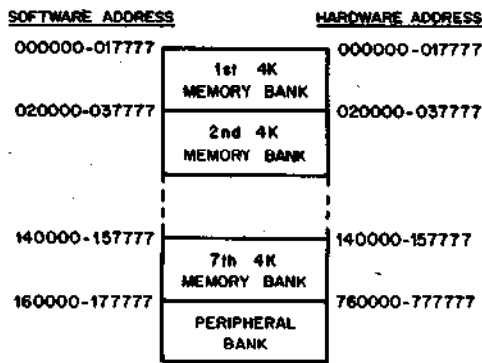 SOFTWARE ADDRESS HARDWARE ADDRESS
000000-017777 000000-017777
1st 4K
MEMORY BANK
020000-037777 020000-037777
2nd 4K
MEMORY BANK
140000-157777 140000-157777
7th 4K
MEMORY BANK
160000-177777 760000-777777
PERIPHERAL
BANK